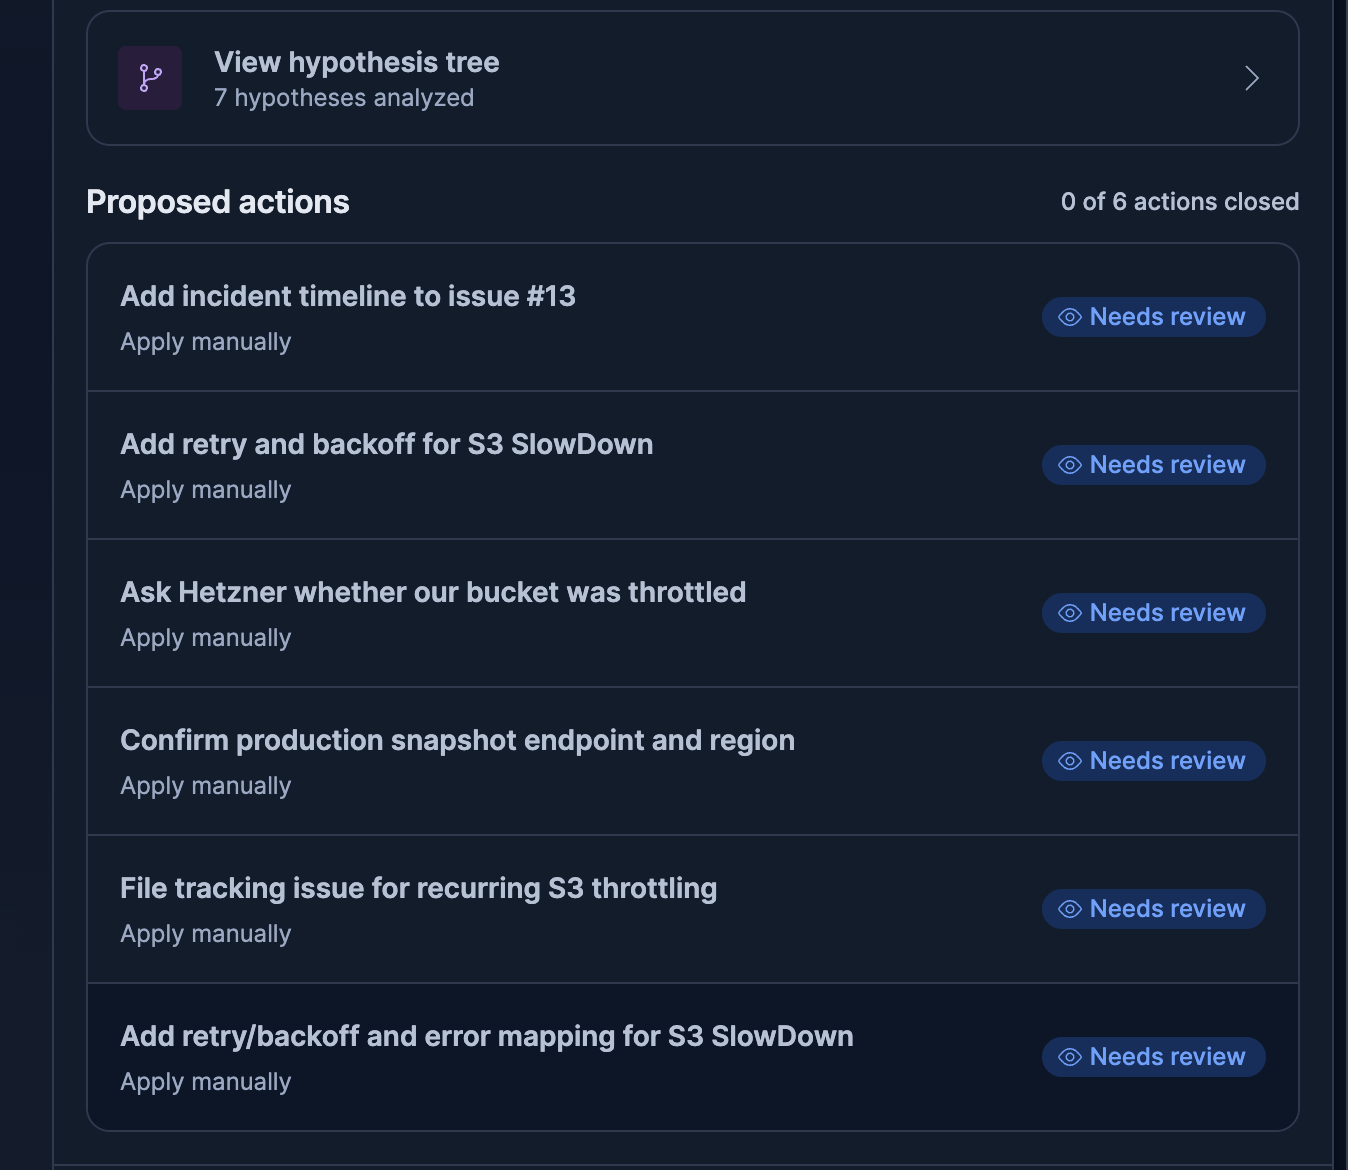 View hypothesis tree
7 hypotheses analyzed
Proposed actions
0 of 6 actions closed
Add incident timeline to issue #13
Apply manually
Needs review
Add retry and backoff for S3 SlowDown
Apply manually
Needs review
Ask Hetzner whether our bucket was throttled
Apply manually
Needs review
Confirm production snapshot endpoint and region
Apply manually
Needs review
File tracking issue for recurring S3 throttling
Apply manually
Needs review
Add retry/backoff and error mapping for S3 SlowDown
Apply manually
Needs review